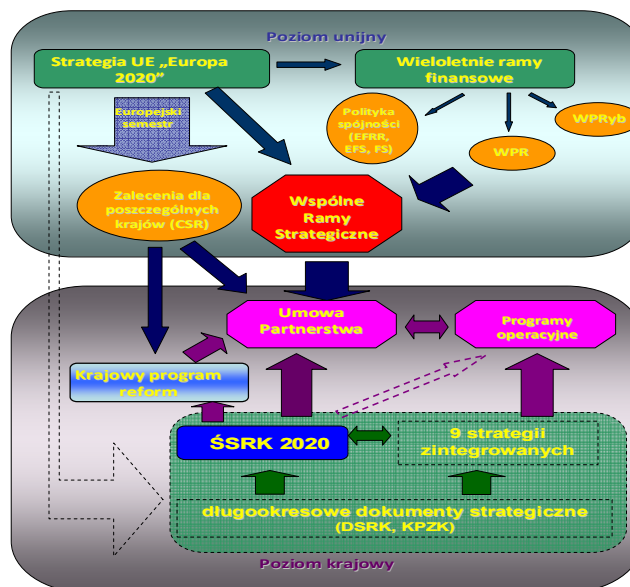 Poziom unijny
Strategia UE „Europa
2020”
Wieloletnie ramy
finansowe
Europejski
semestr
Polityka
spójności
(EFRR,
EFS, FS)
WPR
WPRyb
Zalecenia dla
poszczególnych
krajów (CSR)
Wspólne
Ramy
Strategiczne
Umowa
Partnerstwa
Programy
operacyjne
Krajowy program
reform
ŚSRK 2020
9 strategii
zintegrowanych
długookresowe dokumenty strategiczne
(DSRK, KPZK)
Poziom krajowy